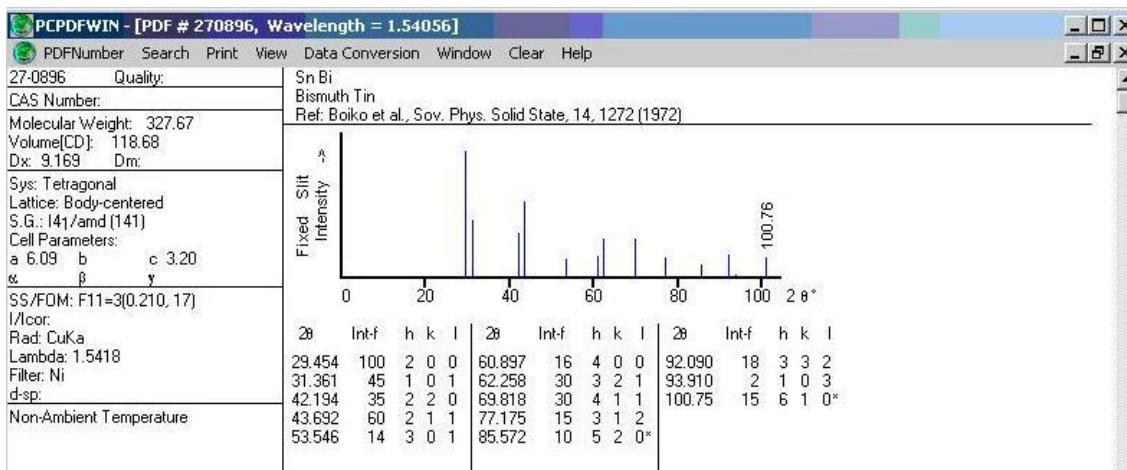 PCPDFWIN - [PDF # 270896, Wavelength = 1.54056]
PDFNumber Search Print View Data Conversion Window Clear Help
27-0896 Quality:
CAS Number:
Molecular Weight: 327.67
Volume[CD]: 118.68
Dx: 9.169 Dm:
Sys: Tetragonal
Lattice: Body-centered
S.G.: I41/amd (141)
Cell Parameters:
a 6.09 b c 3.20
α β γ
SS/FOM: F11=3(0.210, 17)
I/Icor:
Rad: CuKa
Lambda: 1.5418
Filter: Ni
d-sp:
Non-Ambient Temperature
Sn Bi
Bismuth Tin
Ref: Boiko et al., Sov. Phys. Solid State, 14, 1272 (1972)
Fixed Slit
Intensity ->
100.76
0 20 40 60 80 100 2 θ°
2θ Int-f h k l 2θ Int-f h k l 2θ Int-f h k l
29.454 100 2 0 0 60.897 16 4 0 0 92.090 18 3 3 2
31.361 45 1 0 1 62.258 30 3 2 1 93.910 2 1 0 3
42.194 35 2 2 0 69.818 30 4 1 1 100.75 15 6 1 0*
43.692 60 2 1 1 77.175 15 3 1 2
53.546 14 3 0 1 85.572 10 5 2 0*